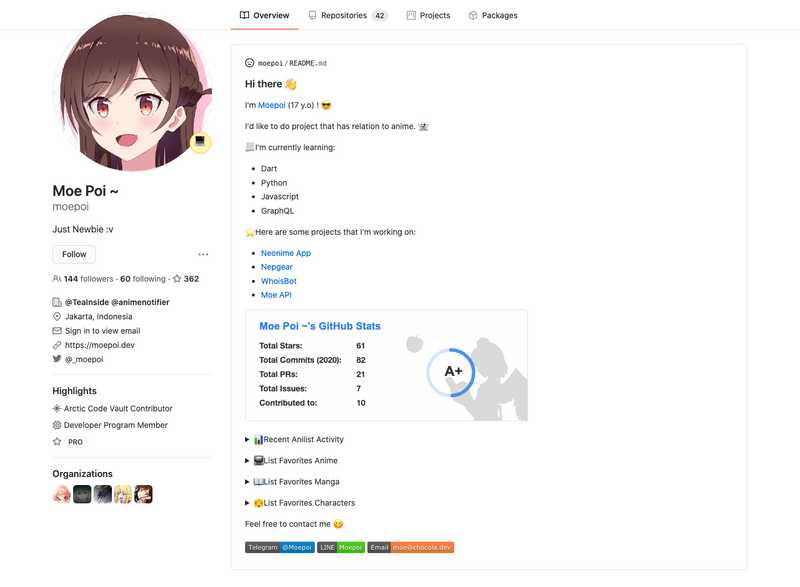 Overview
Repositories 42
Projects
Packages
Moe Poi ~
moepoi
Just Newbie :v
Follow
144 followers · 60 following · 362
@TeaInside @animenotifier
Jakarta, Indonesia
Sign in to view email
https://moepoi.dev
@_moepoi
Highlights
Arctic Code Vault Contributor
Developer Program Member
PRO
Organizations
moepoi/README.md
Hi there 👋
I'm Moepoi (17 y.o) ! 😎
I'd like to do project that has relation to anime.
I'm currently learning:
Dart
Python
Javascript
GraphQL
⭐Here are some projects that I'm working on:
Neonime App
Nepgear
WhoisBot
Moe API
Moe Poi ~'s GitHub Stats
Total Stars: 61
Total Commits (2020): 82
Total PRs: 21
Total Issues: 7
Contributed to: 10
A+
📊Recent Anilist Activity
List Favorites Anime
📖List Favorites Manga
List Favorites Characters
Feel free to contact me 😋
Telegram @Moepoi
LINE Moepoi
Email moe@chocola.dev